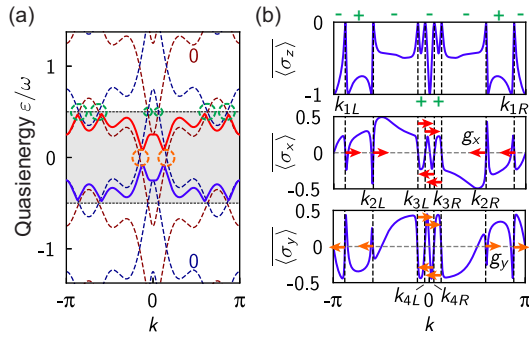 (a)
Quasienergy ε/ω
1
0
-1
0
0
-π
0
π
k
(b)
- + - - - + -
⟨σz⟩
0
-1
k1L
k1R
+ +
⟨σx⟩
0.5
0
-0.5
gx
k2L
k3L
k3R
k2R
⟨σy⟩
0.5
0
-0.5
gy
k4L
k4R
-π
0
π
k